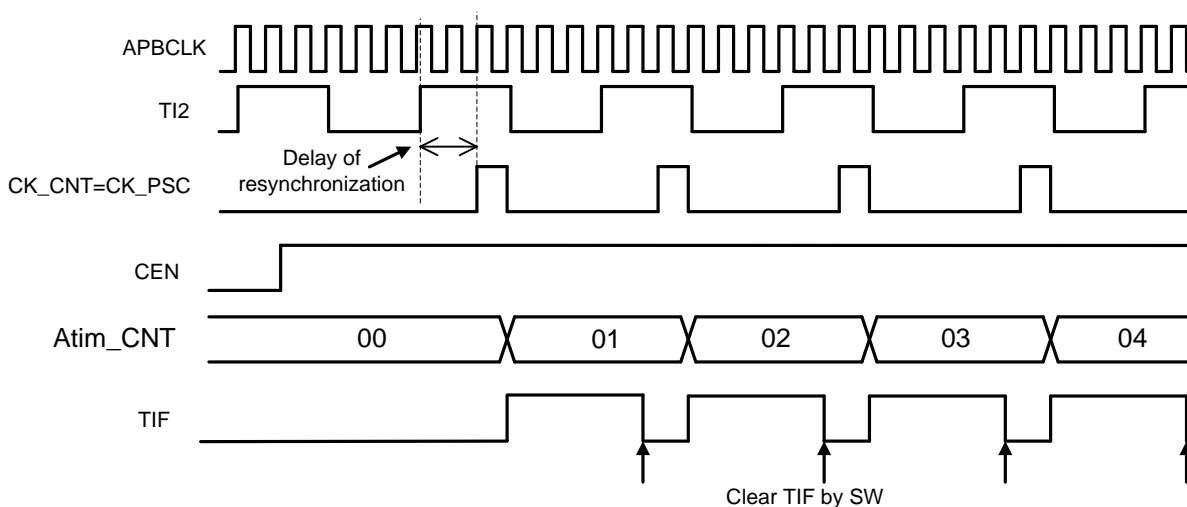 APBCLK
TI2
Delay of
resynchronization
CK_CNT=CK_PSC
CEN
Atim_CNT
00 01 02 03 04
TIF
Clear TIF by SW